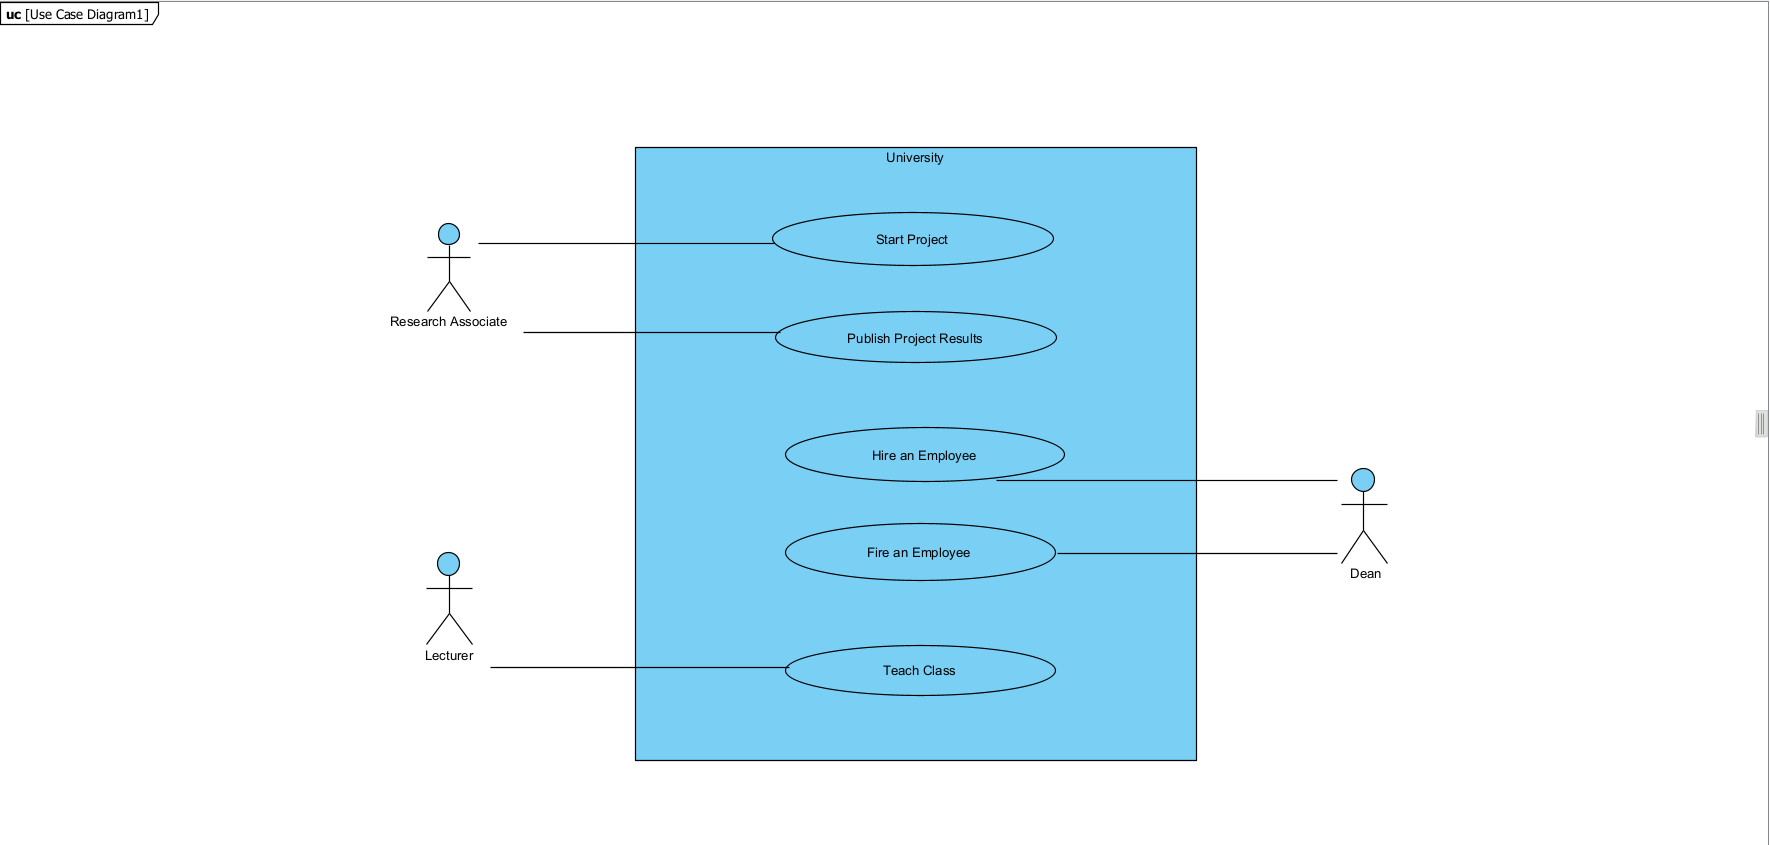 uc [Use Case Diagram1]
University
Start Project
Research Associate
Publish Project Results
Hire an Employee
Fire an Employee
Dean
Lecturer
Teach Class